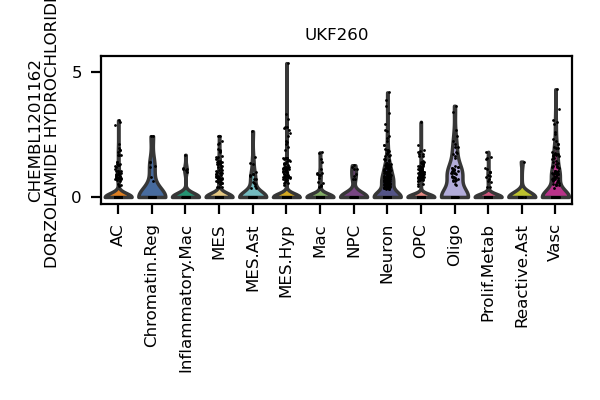 UKF260
CHEMBL1201162
DORZOLAMIDE HYDROCHLORID
5
0
AC
Chromatin.Reg
Inflammatory.Mac
MES
MES.Ast
MES.Hyp
Mac
NPC
Neuron
OPC
Oligo
Prolif.Metab
Reactive.Ast
Vasc